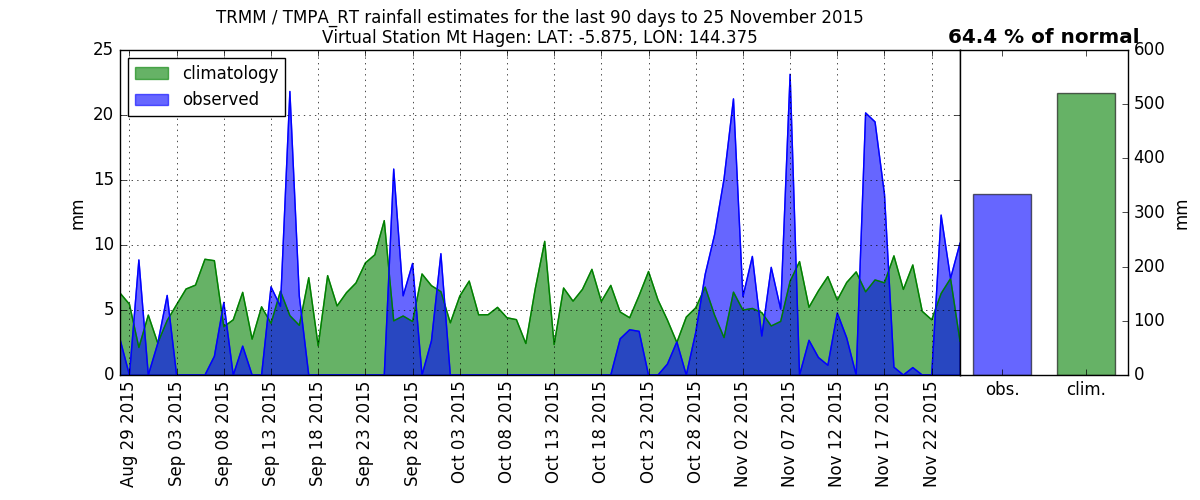 TRMM / TMPA_RT rainfall estimates for the last 90 days to 25 November 2015
Virtual Station Mt Hagen: LAT: -5.875, LON: 144.375
64.4 % of normal
climatology
observed
25
20
15
10
5
0
mm
600
500
400
300
200
100
0
mm
obs.
clim.
Aug 29 2015
Sep 03 2015
Sep 08 2015
Sep 13 2015
Sep 18 2015
Sep 23 2015
Sep 28 2015
Oct 03 2015
Oct 08 2015
Oct 13 2015
Oct 18 2015
Oct 23 2015
Oct 28 2015
Nov 02 2015
Nov 07 2015
Nov 12 2015
Nov 17 2015
Nov 22 2015